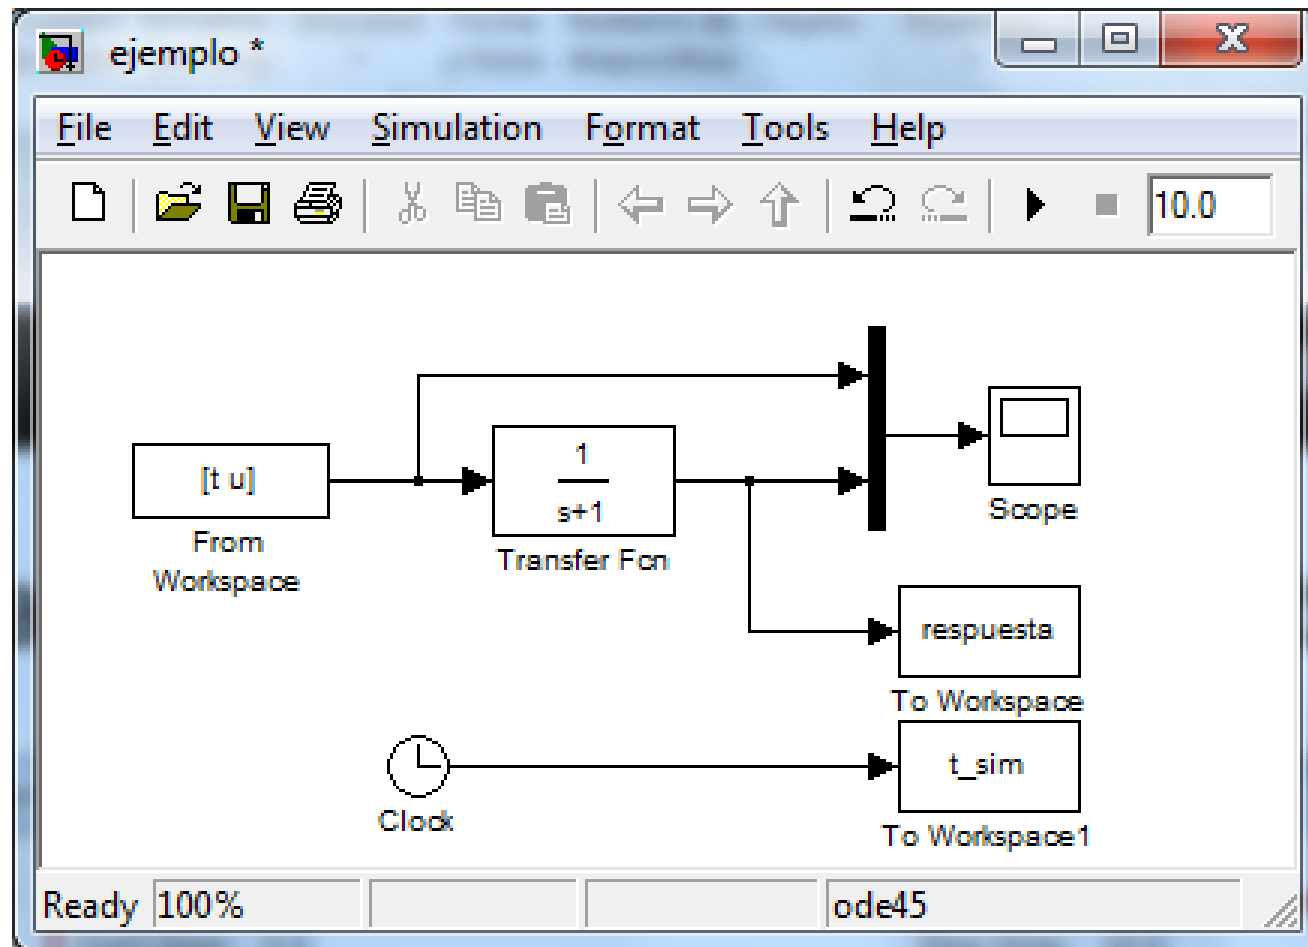 ejemplo *
File Edit View Simulation Format Tools Help
10.0
[t u]
From
Workspace
1
s+1
Transfer Fcn
Scope
respuesta
To Workspace
t_sim
To Workspace1
Clock
Ready 100% ode45